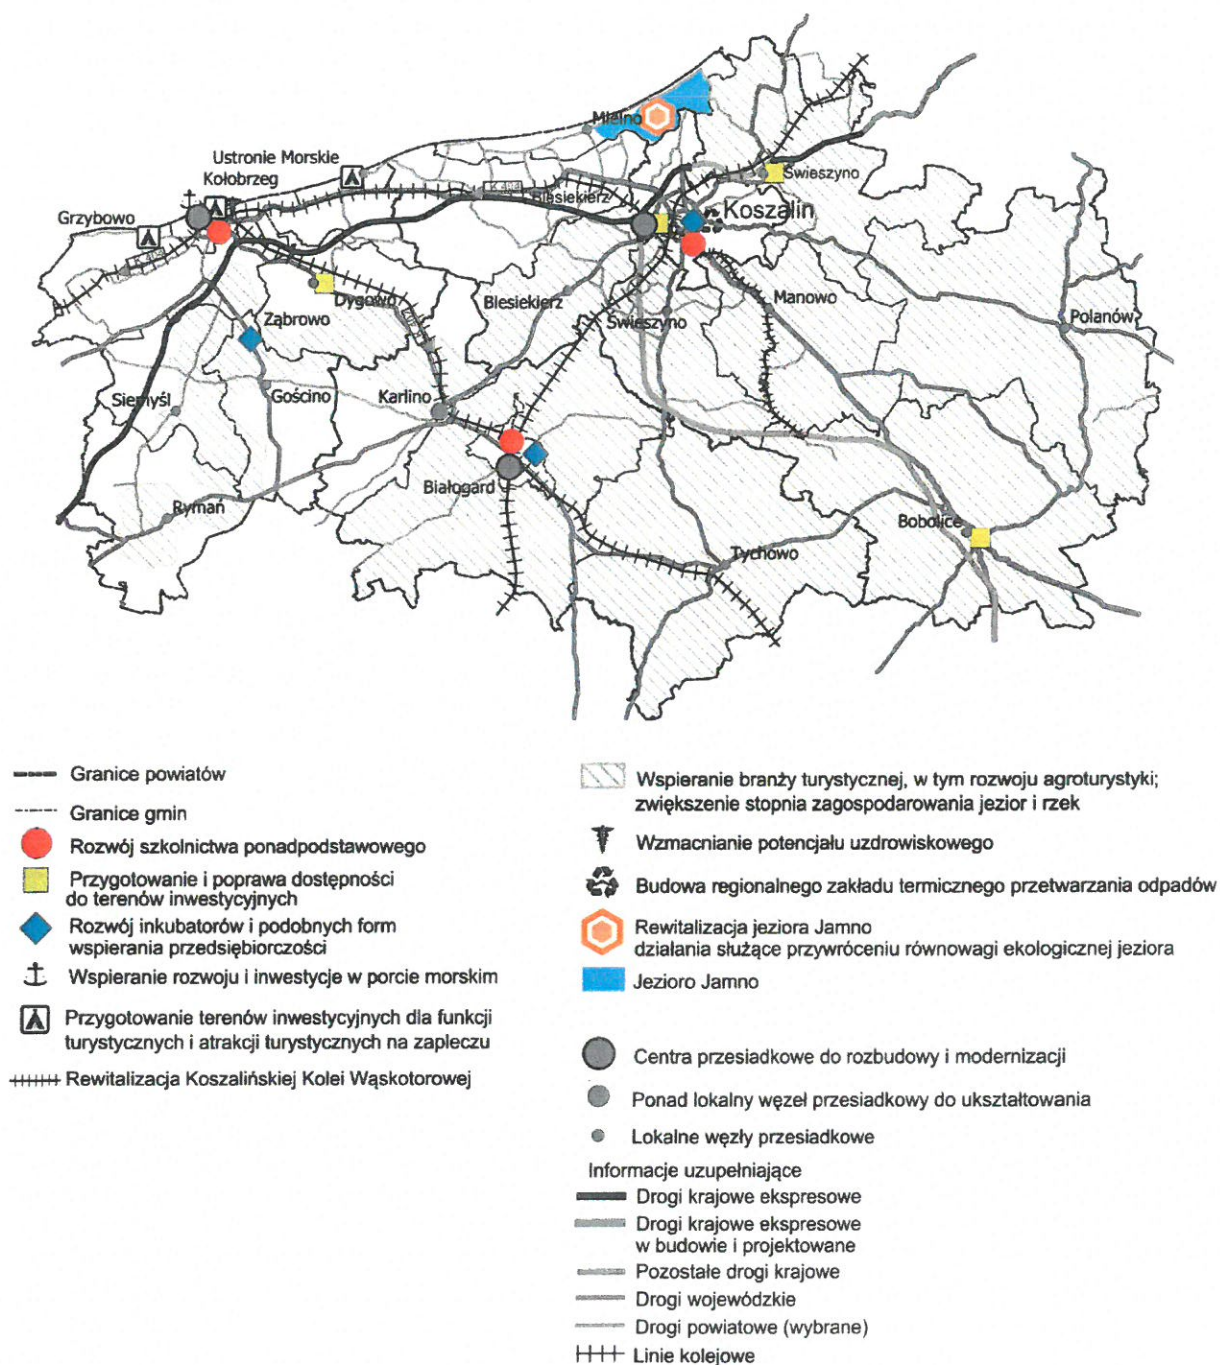 Mielno
Ustronie Morskie
Świeszyno
Kołobrzeg
Biesiekierz
Grzybowo
Koszalin
Dygowo
Biesiekierz
Manowo
Ząbrowo
Świeszyno
Polanów
Siemyśl
Gościno
Karlino
Białogard
Rymań
Bobolice
Tychowo
Granice powiatów
Granice gmin
Rozwój szkolnictwa ponadpodstawowego
Przygotowanie i poprawa dostępności
do terenów inwestycyjnych
Rozwój inkubatorów i podobnych form
wspierania przedsiębiorczości
Wspieranie rozwoju i inwestycje w porcie morskim
Przygotowanie terenów inwestycyjnych dla funkcji
turystycznych i atrakcji turystycznych na zapleczu
Rewitalizacja Koszalińskiej Kolei Wąskotorowej
Wspieranie branży turystycznej, w tym rozwoju agroturystyki;
zwiększenie stopnia zagospodarowania jezior i rzek
Wzmacnianie potencjału uzdrowiskowego
Budowa regionalnego zakładu termicznego przetwarzania odpadów
Rewitalizacja jeziora Jamno
działania służące przywróceniu równowagi ekologicznej jeziora
Jezioro Jamno
Centra przesiadkowe do rozbudowy i modernizacji
Ponad lokalny węzeł przesiadkowy do ukształtowania
Lokalne węzły przesiadkowe
Informacje uzupełniające
Drogi krajowe ekspresowe
Drogi krajowe ekspresowe
w budowie i projektowane
Pozostałe drogi krajowe
Drogi wojewódzkie
Drogi powiatowe (wybrane)
Linie kolejowe